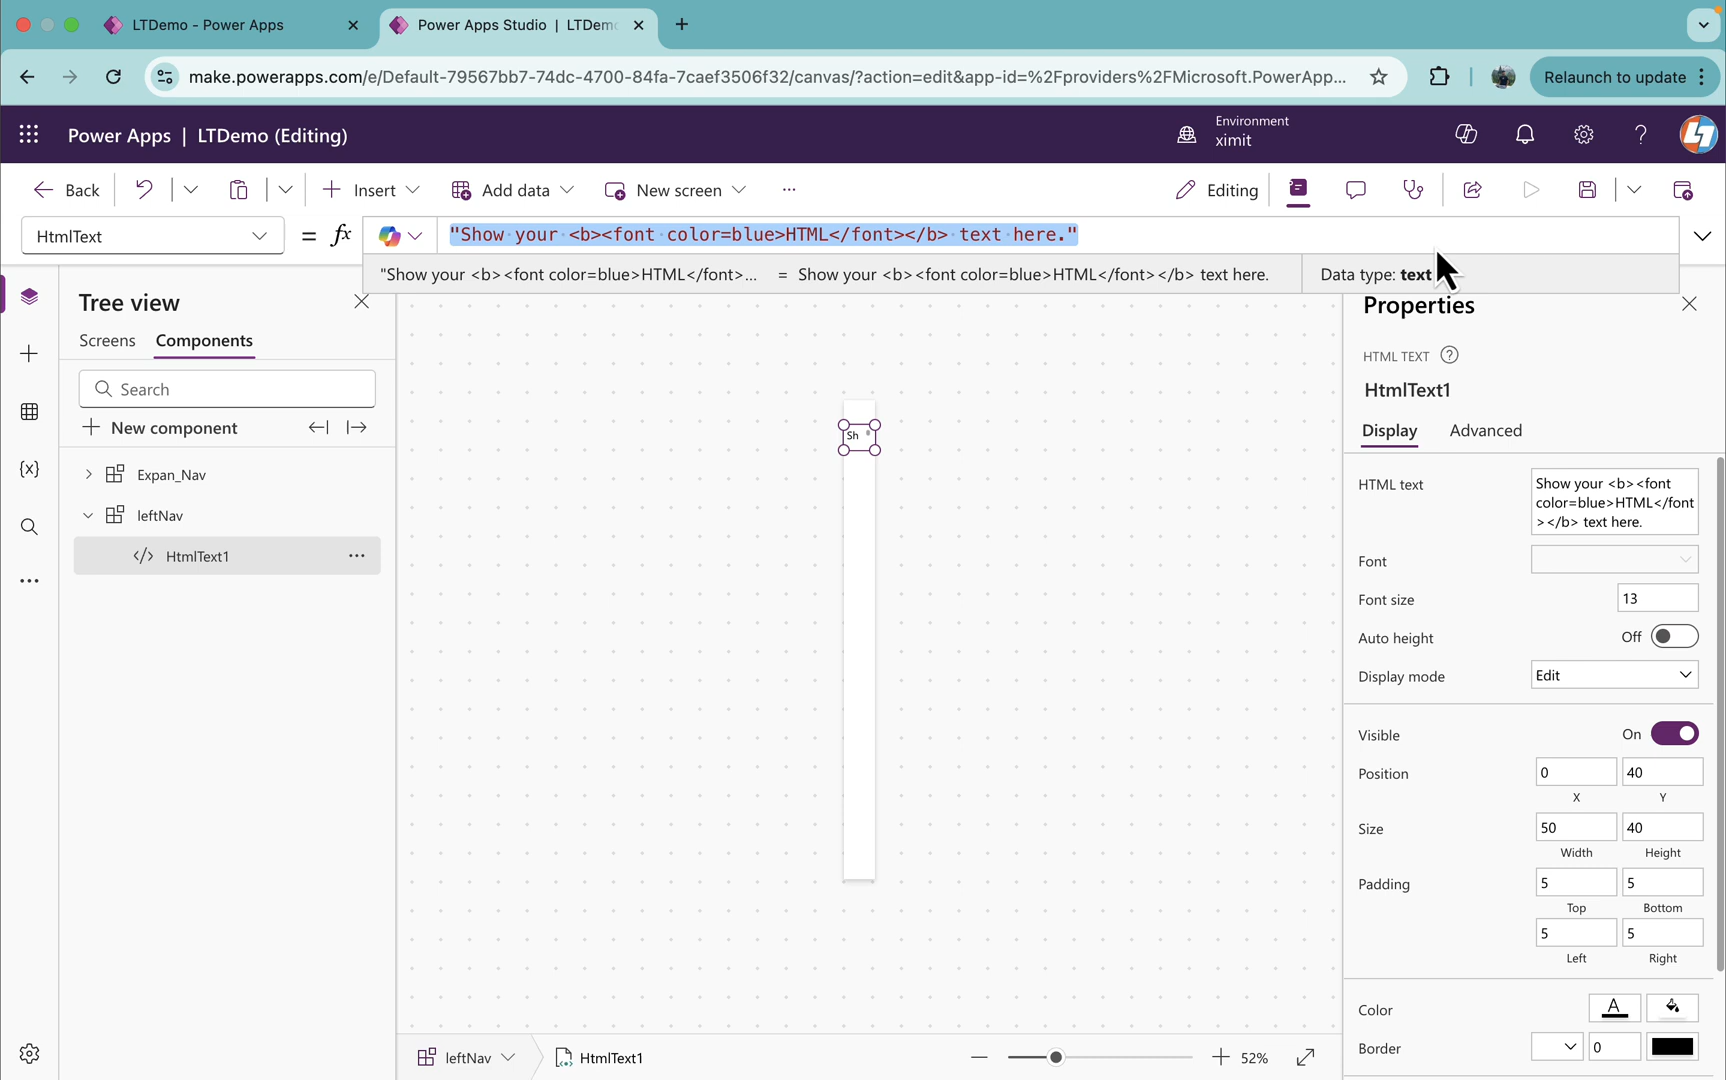 LTDemo - Power Apps
Power Apps Studio | LTDem
make.powerapps.com/e/Default-79567bb7-74dc-4700-84fa-7caef3506f32/canvas/?action=edit&app-id=%2Fproviders%2FMicrosoft.PowerApp...
Relaunch to update
Power Apps | LTDemo (Editing)
Environment
ximit
Back
Insert
Add data
New screen
...
Editing
HtmlText
= fx
"Show your <b><font color=blue>HTML</font></b> text here."
"Show your <b><font color=blue>HTML</font>... = Show your <b><font color=blue>HTML</font></b> text here.
Data type: text
Tree view
Screens
Components
Search
New component
Expan_Nav
leftNav
HtmlText1
Sh
Properties
HTML TEXT
HtmlText1
Display
Advanced
HTML text
Show your <b><font
color=blue>HTML</font
></b> text here.
Font
Font size
13
Auto height
Off
Display mode
Edit
Visible
On
Position
0
40
X
Y
Size
50
40
Width
Height
Padding
5
5
Top
Bottom
5
5
Left
Right
Color
A
Border
0
leftNav
HtmlText1
52%